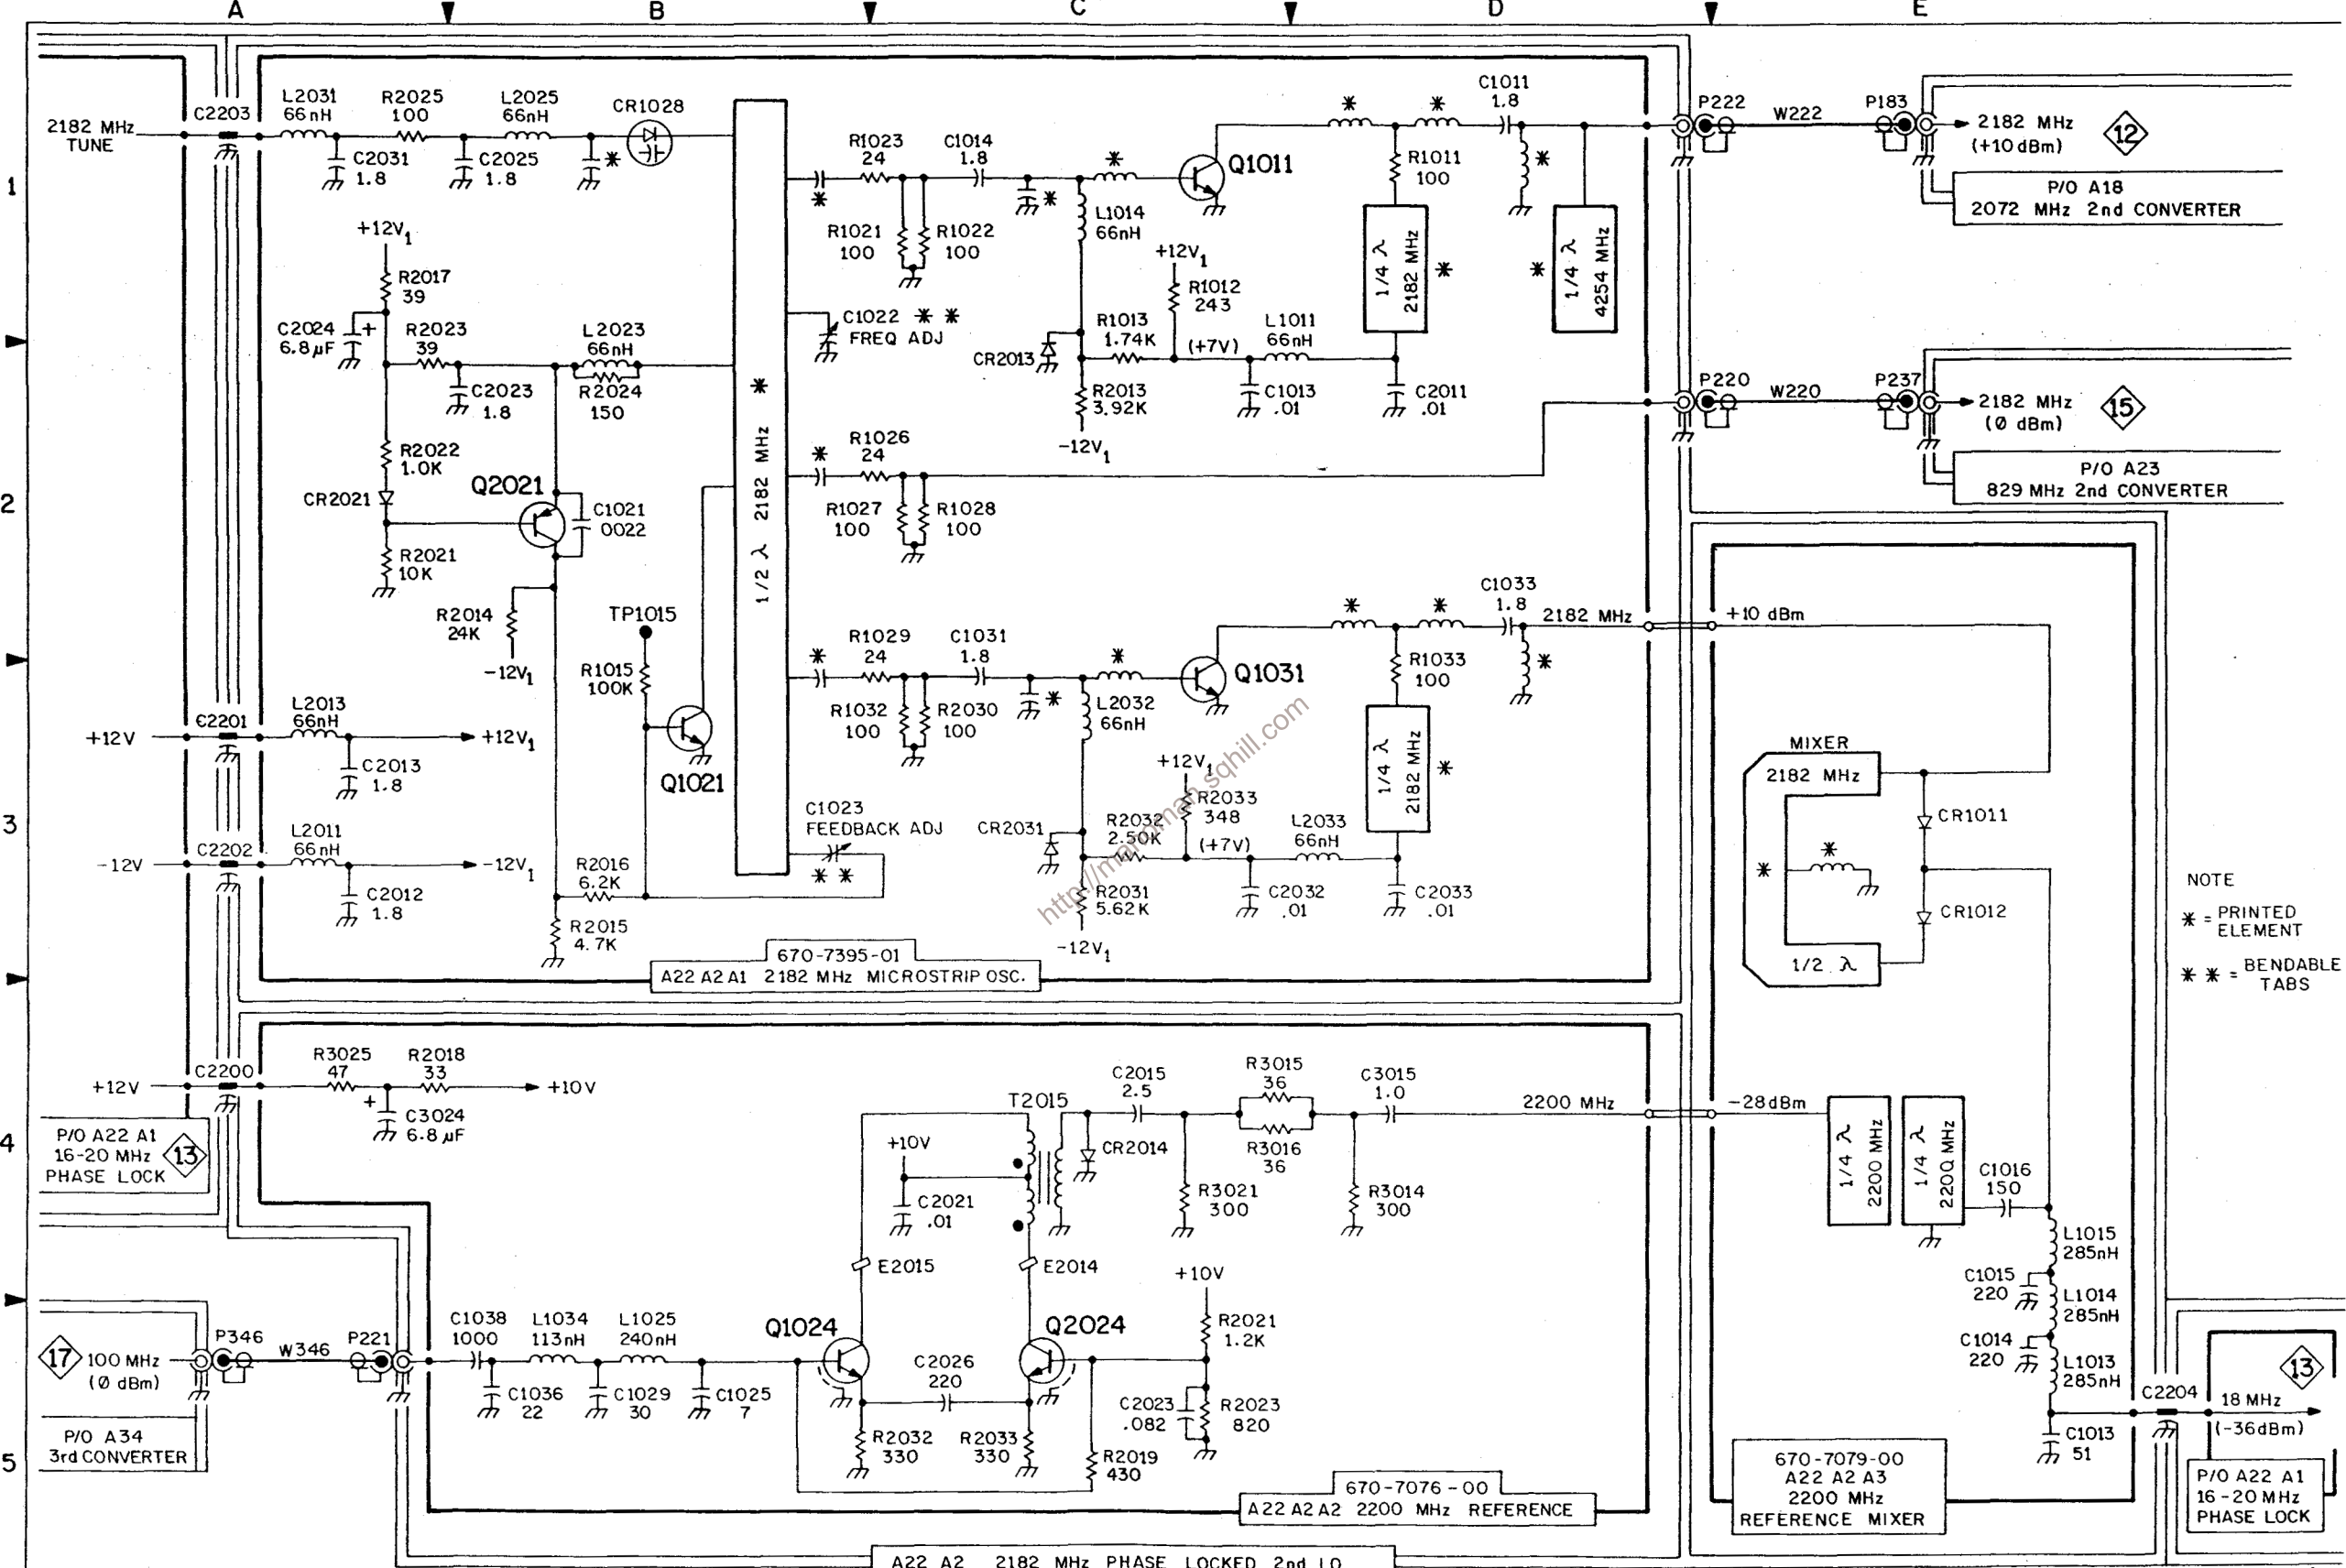 A B C D E
1
2
3
4
5
2182 MHz
TUNE
C2203
L2031
66nH
R2025
100
L2025
66nH
CR1028
C2031
1.8
C2025
1.8
*
+12V1
R2017
39
C2024
6.8µF
+
R2023
39
L2023
66nH
C2023
1.8
R2024
150
R2022
1.0K
CR2021
Q2021
C1021
0022
R2021
10K
R2014
24K
-12V1
TP1015
R1015
100K
Q1021
+12V
C2201
L2013
66nH
+12V1
C2013
1.8
-12V
C2202
L2011
66nH
-12V1
C2012
1.8
R2016
6.2K
R2015
4.7K
1/2 λ 2182 MHz *
*
R1023
24
C1014
1.8
*
*
R1021
100
R1022
100
L1014
66nH
Q1011
C1022 * *
FREQ ADJ
+12V1
R1012
243
CR2013
R1013
1.74K
(+7V)
L1011
66nH
R2013
3.92K
-12V1
C1013
.01
C2011
.01
*
*
C1011
1.8
R1011
100
*
1/4 λ
2182 MHz
*
*
1/4 λ
4254 MHz
*
R1026
24
R1027
100
R1028
100
*
R1029
24
C1031
1.8
*
*
R1032
100
R2030
100
L2032
66nH
Q1031
*
*
C1033
1.8
2182 MHz
R1033
100
*
1/4 λ
2182 MHz
*
C1023
FEEDBACK ADJ
* *
CR2031
+12V1
R2033
348
R2032
2.50K
(+7V)
L2033
66nH
R2031
5.62K
-12V1
C2032
.01
C2033
.01
http://manoman.sqhill.com
670-7395-01
A22 A2 A1 2182 MHz MICROSTRIP OSC.
P222
W222
P183
2182 MHz
(+10 dBm)
12
P/O A18
2072 MHz 2nd CONVERTER
P220
W220
P237
2182 MHz
(Ø dBm)
15
P/O A23
829 MHz 2nd CONVERTER
+10 dBm
MIXER
2182 MHz
*
*
1/2 λ
CR1011
CR1012
NOTE
* = PRINTED
ELEMENT
* * = BENDABLE
TABS
+12V
C2200
R3025
47
R2018
33
+10V
+
C3024
6.8 µF
P/O A22 A1
16-20 MHz
PHASE LOCK
13
T2015
+10V
C2021
.01
C2015
2.5
CR2014
R3015
36
R3016
36
R3021
300
C3015
1.0
R3014
300
2200 MHz
-28dBm
1/4 λ
2200 MHz
1/4 λ
2200 MHz
C1016
150
L1015
285nH
C1015
220
L1014
285nH
C1014
220
L1013
285nH
C2204
C1013
51
18 MHz
(-36dBm)
13
P/O A22 A1
16-20 MHz
PHASE LOCK
E2015
E2014
+10V
R2021
1.2K
17
100 MHz
(Ø dBm)
P346
W346
P221
C1038
1000
L1034
113nH
L1025
240nH
C1036
22
C1029
30
C1025
7
Q1024
Q2024
C2026
220
R2032
330
R2033
330
C2023
.082
R2023
820
R2019
430
P/O A34
3rd CONVERTER
670-7076-00
A22 A2 A2 2200 MHz REFERENCE
670-7079-00
A22 A2 A3
2200 MHz
REFERENCE MIXER
A22 A2 2182 MHz PHASE LOCKED 2nd LO